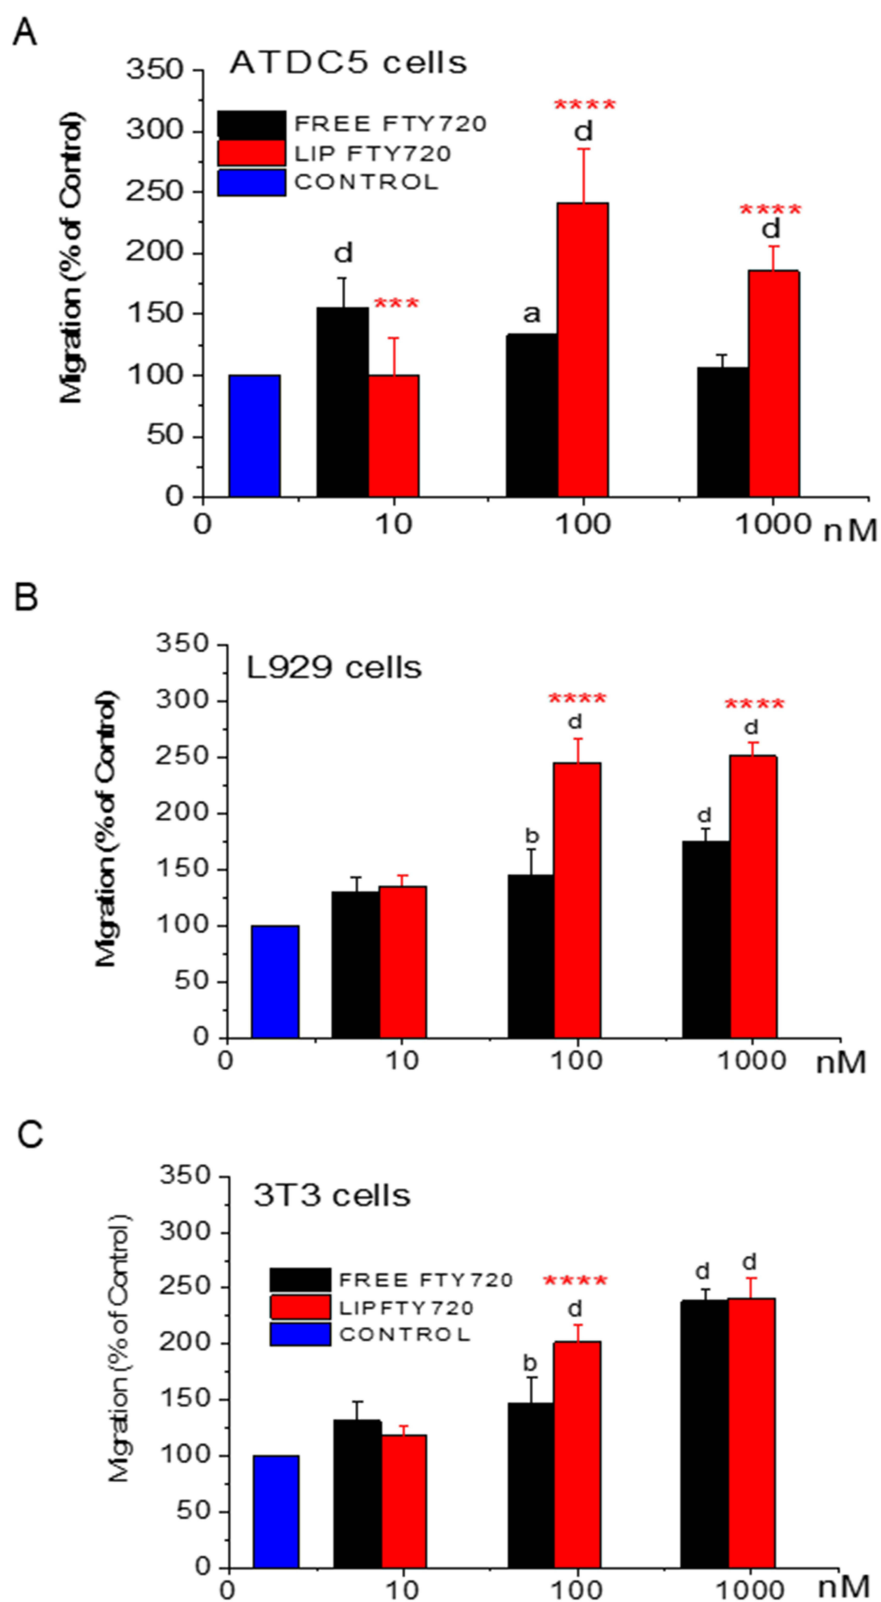 A
ATDC5 cells
350
300
250
200
150
100
50
0
Migration (% of Control)
FREE FTY720
LIP FTY720
CONTROL
d
***
a
****
d
****
d
0 10 100 1000 nM
B
L929 cells
350
300
250
200
150
100
50
0
Migration (% of Control)
b
****
d
d
****
d
0 10 100 1000 nM
C
3T3 cells
350
300
250
200
150
100
50
0
Migration (% of Control)
FREE FTY720
LIPFTY720
CONTROL
b
****
d
d
d
0 10 100 1000 nM